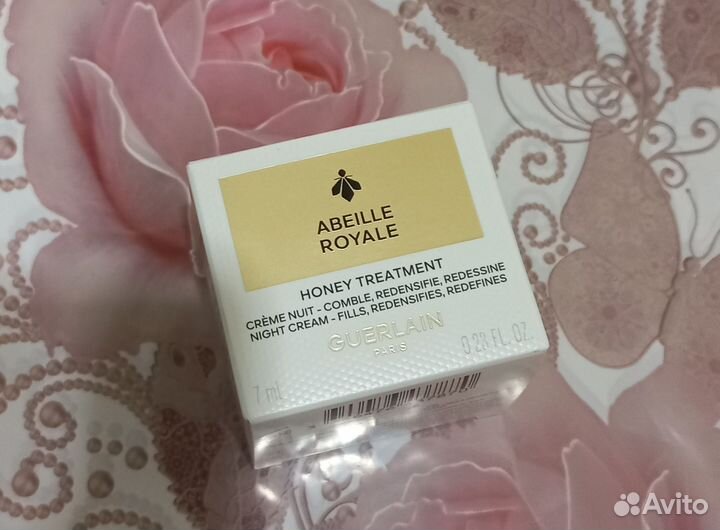 ABEILLE
ROYALE
HONEY TREATMENT
CRÈME NUIT - COMBLE, REDENSIFIE, REDESSINE
NIGHT CREAM - FILLS, REDENSIFIES, REDEFINES
GUERLAIN
PARIS
7 mL
0.23 FL. OZ.
Avito